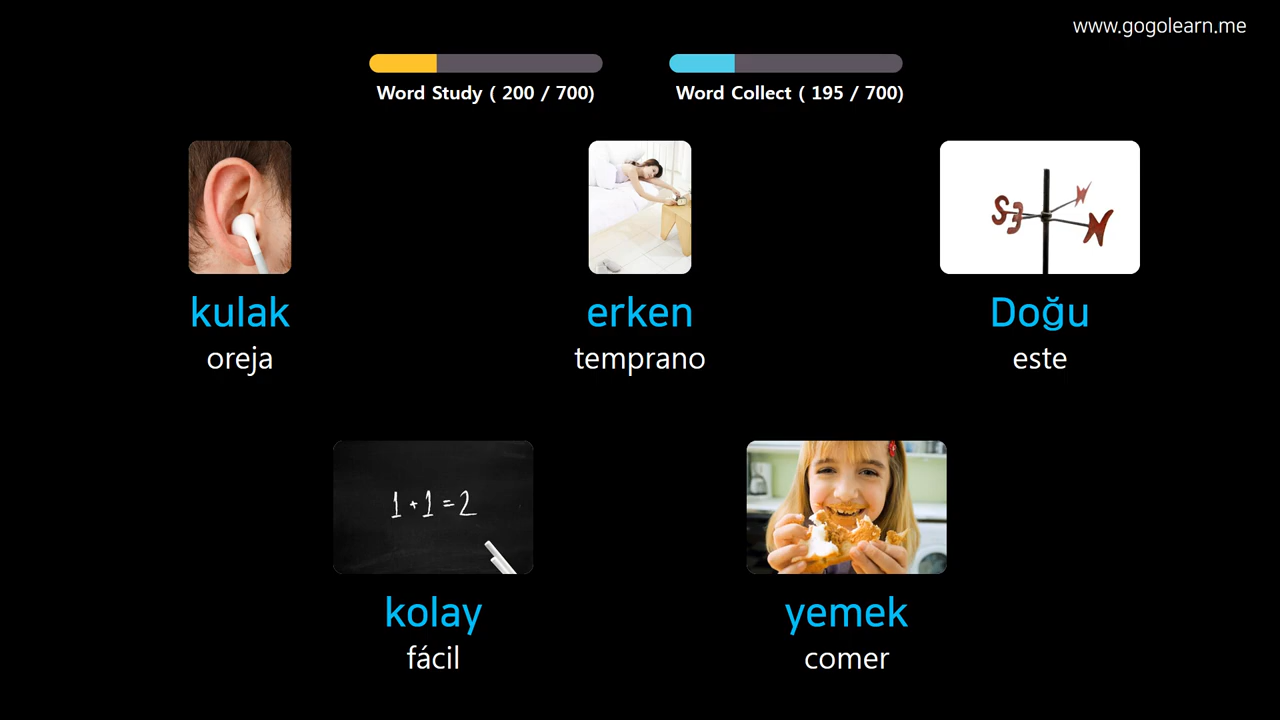 www.gogolearn.me
Word Study ( 200 / 700)
Word Collect ( 195 / 700)
S E N
W
kulak
erken
Doğu
oreja
temprano
este
1 + 1 = 2
kolay
yemek
fácil
comer